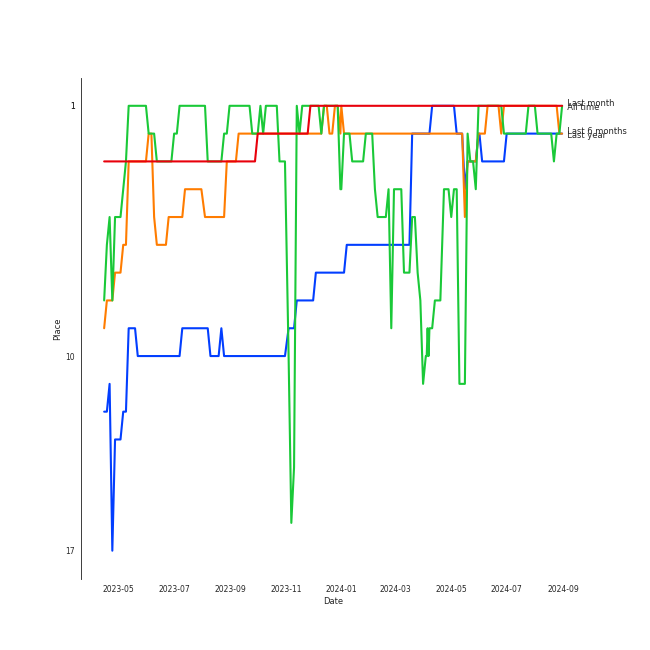 1
10
17
Place
2023-05
2023-07
2023-09
2023-11
2024-01
2024-03
2024-05
2024-07
2024-09
Date
Last month
All time
Last 6 months
Last year